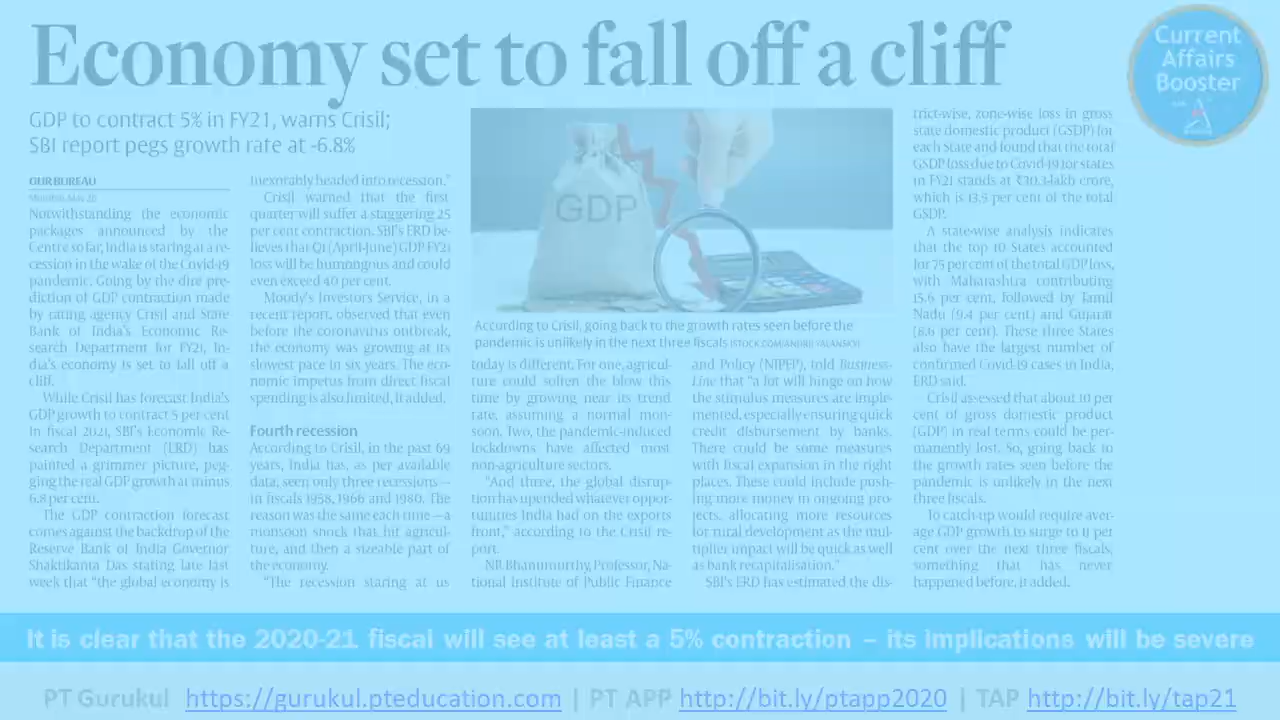 Economy set to fall off a cliff
GDP to contract 5% in FY21, warns Crisil;
SBI report pegs growth rate at -6.8%
OUR BUREAU
Mumbai, May 26
Notwithstanding the economic
packages announced by the
Centre so far, India is staring at a re-
cession in the wake of the Covid-19
pandemic. Going by the dire pre-
diction of GDP contraction made
by rating agency Crisil and State
Bank of India's Economic Re-
search Department for FY21, In-
dia's economy is set to fall off a
cliff.
While Crisil has forecast India's
GDP growth to contract 5 per cent
in fiscal 2021, SBI's Economic Re-
search Department (ERD) has
painted a grimmer picture, peg-
ging the real GDP growth at minus
6.8 per cent.
The GDP contraction forecast
comes against the backdrop of the
Reserve Bank of India Governor
Shaktikanta Das stating late last
week that "the global economy is
inexorably headed into recession."
Crisil warned that the first
quarter will suffer a staggering 25
per cent contraction. SBI's ERD be-
lieves that Q1 (April-June) GDP FY21
loss will be humongous and could
even exceed 40 per cent.
Moody's Investors Service, in a
recent report, observed that even
before the coronavirus outbreak,
the economy was growing at its
slowest pace in six years. The eco-
nomic impetus from direct fiscal
spending is also limited, it added.
Fourth recession
According to Crisil, in the past 69
years, India has, as per available
data, seen only three recessions —
in fiscals 1958, 1966 and 1980. The
reason was the same each time — a
monsoon shock that hit agricul-
ture, and then a sizeable part of
the economy.
"The recession staring at us
GDP
According to Crisil, going back to the growth rates seen before the
pandemic is unlikely in the next three fiscals ISTOCK.COM/ANDRII YALANSKYI
today is different. For one, agricul-
ture could soften the blow this
time by growing near its trend
rate, assuming a normal mon-
soon. Two, the pandemic-induced
lockdowns have affected most
non-agriculture sectors.
"And three, the global disrup-
tion has upended whatever oppor-
tunities India had on the exports
front," according to the Crisil re-
port.
NR Bhanumurthy, Professor, Na-
tional Institute of Public Finance
and Policy (NIPFP), told Business-
Line that "a lot will hinge on how
the stimulus measures are imple-
mented, especially ensuring quick
credit disbursement by banks.
There could be some measures
with fiscal expansion in the right
places. These could include push-
ing more money in ongoing pro-
jects, allocating more resources
for rural development as the mul-
tiplier impact will be quick as well
as bank recapitalisation."
SBI's ERD has estimated the dis-
trict-wise, zone-wise loss in gross
state domestic product (GSDP) for
each State and found that the total
GSDP loss due to Covid-19 for states
in FY21 stands at ₹30.3-lakh crore,
which is 13.5 per cent of the total
GSDP.
A state-wise analysis indicates
that the top 10 States accounted
for 75 per cent of the total GDP loss,
with Maharashtra contributing
15.6 per cent, followed by Tamil
Nadu (9.4 per cent) and Gujarat
(8.6 per cent). These three States
also have the largest number of
confirmed Covid-19 cases in India,
ERD said.
Crisil assessed that about 10 per
cent of gross domestic product
(GDP) in real terms could be per-
manently lost. So, going back to
the growth rates seen before the
pandemic is unlikely in the next
three fiscals.
To catch-up would require aver-
age GDP growth to surge to 11 per
cent over the next three fiscals,
something that has never
happened before, it added.
Current
Affairs
Booster
It is clear that the 2020-21 fiscal will see at least a 5% contraction – its implications will be severe
PT Gurukul https://gurukul.pteducation.com | PT APP http://bit.ly/ptapp2020 | TAP http://bit.ly/tap21